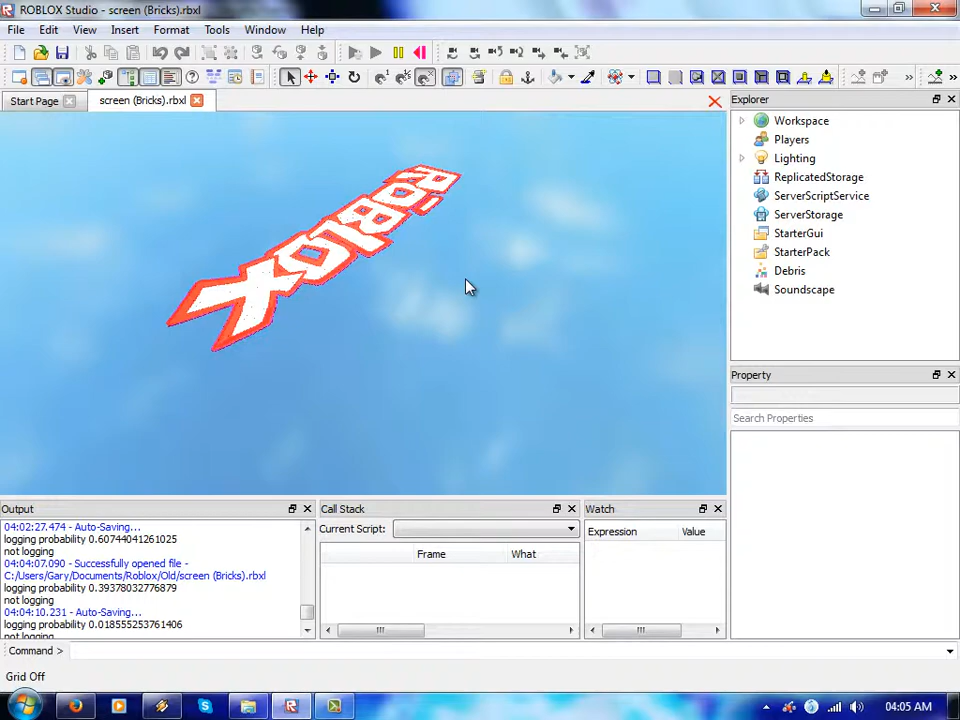 ROBLOX Studio - screen (Bricks).rbxl
File Edit View Insert Format Tools Window Help
Start Page
screen (Bricks).rbxl
ROBLOX
Explorer
Workspace
Players
Lighting
ReplicatedStorage
ServerScriptService
ServerStorage
StarterGui
StarterPack
Debris
Soundscape
Property
Search Properties
Output
04:02:27.474 - Auto-Saving...
logging probability 0.60744041261025
not logging
04:04:07.090 - Successfully opened file -
C:/Users/Gary/Documents/Roblox/Old/screen (Bricks).rbxl
logging probability 0.39378032776879
not logging
04:04:10.231 - Auto-Saving...
logging probability 0.018555253761406
not logging
Call Stack
Current Script:
Frame What
Watch
Expression Value
Command >
Grid Off
04:05 AM